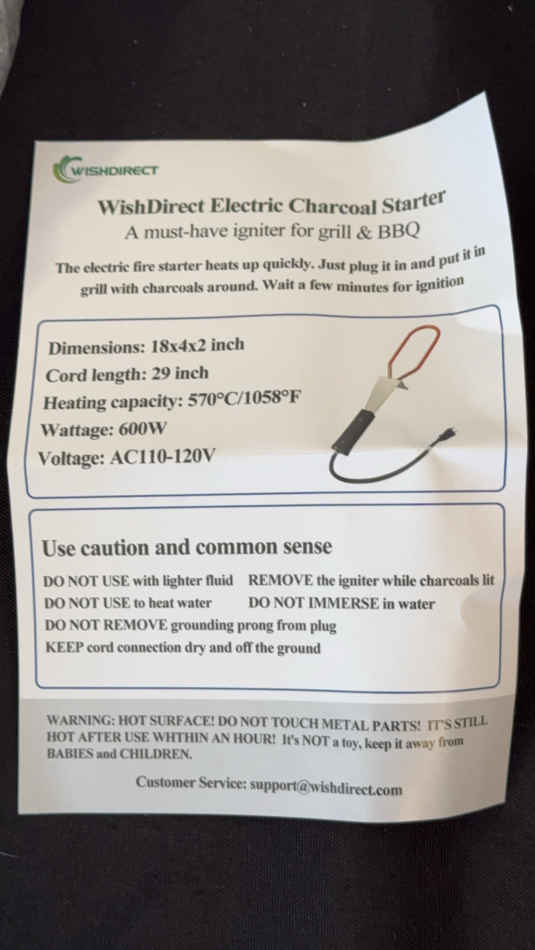 WISHDIRECT
WishDirect Electric Charcoal Starter
A must-have igniter for grill & BBQ
The electric fire starter heats up quickly. Just plug it in and put it in
grill with charcoals around. Wait a few minutes for ignition
Dimensions: 18x4x2 inch
Cord length: 29 inch
Heating capacity: 570°C/1058°F
Wattage: 600W
Voltage: AC110-120V
Use caution and common sense
DO NOT USE with lighter fluid REMOVE the igniter while charcoals lit
DO NOT USE to heat water DO NOT IMMERSE in water
DO NOT REMOVE grounding prong from plug
KEEP cord connection dry and off the ground
WARNING: HOT SURFACE! DO NOT TOUCH METAL PARTS! IT'S STILL
HOT AFTER USE WHTHIN AN HOUR! It's NOT a toy, keep it away from
BABIES and CHILDREN.
Customer Service: support@wishdirect.com